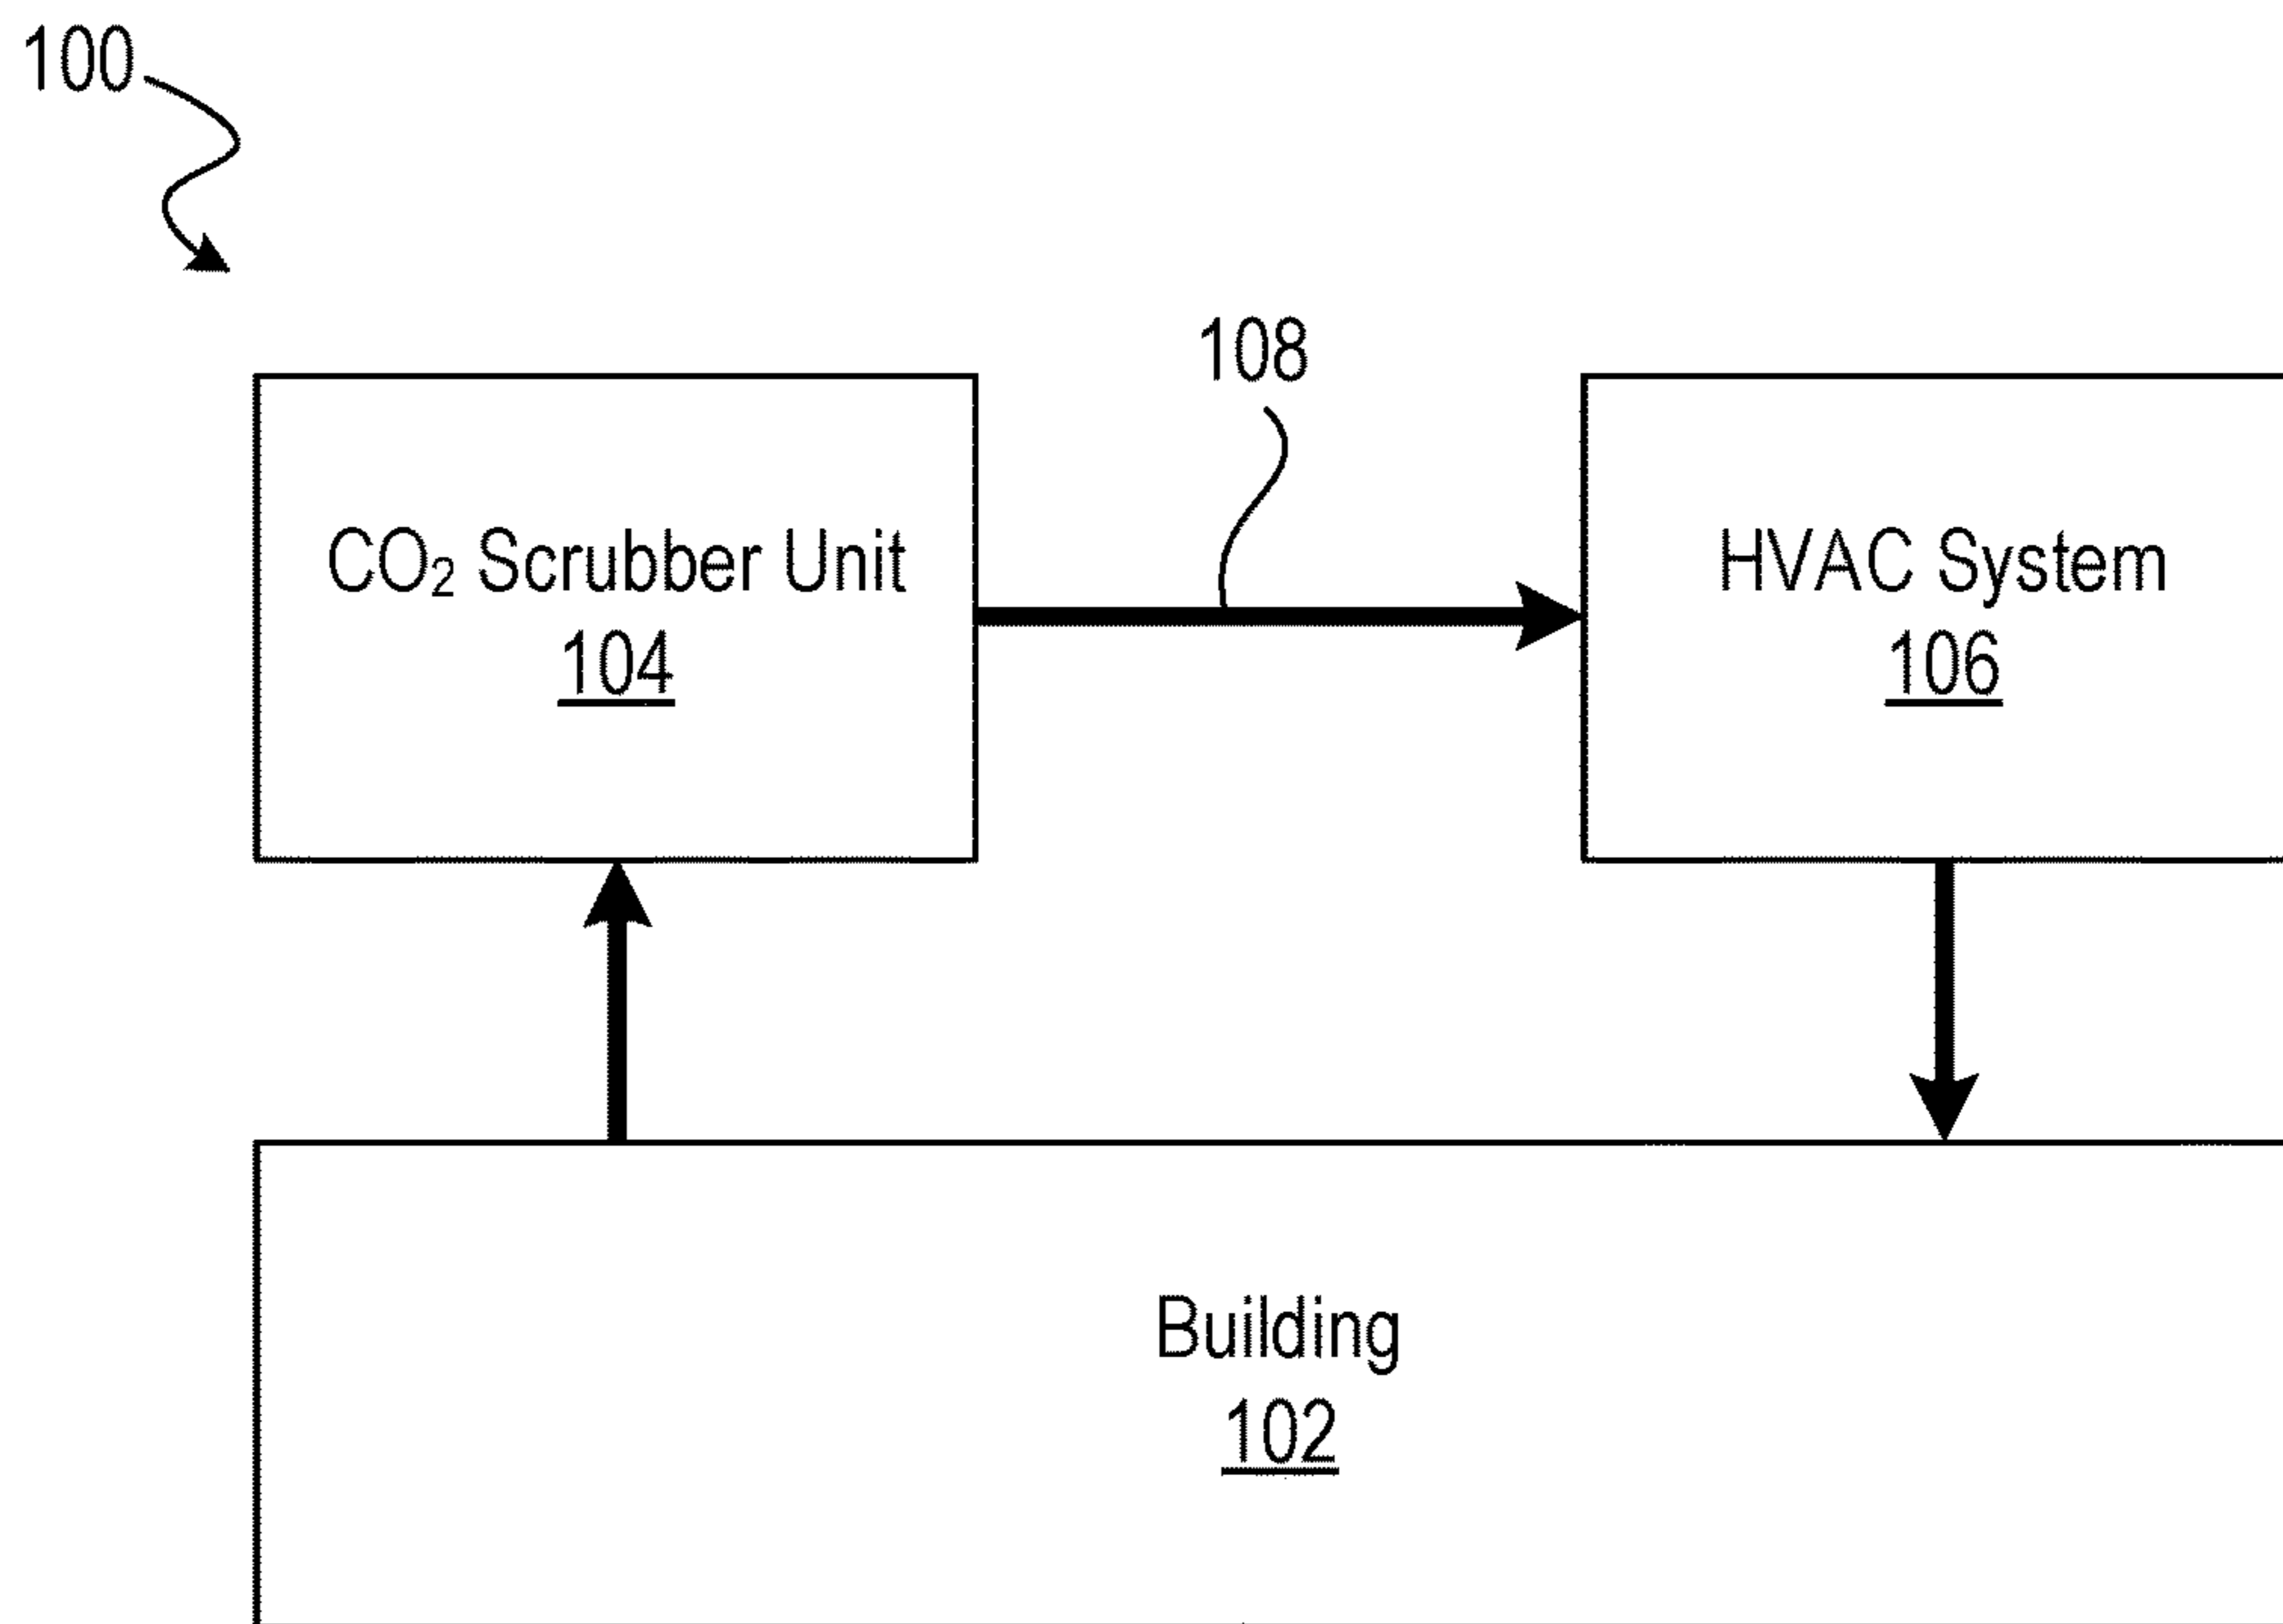 100
108
CO₂ Scrubber Unit
104
HVAC System
106
Building
102